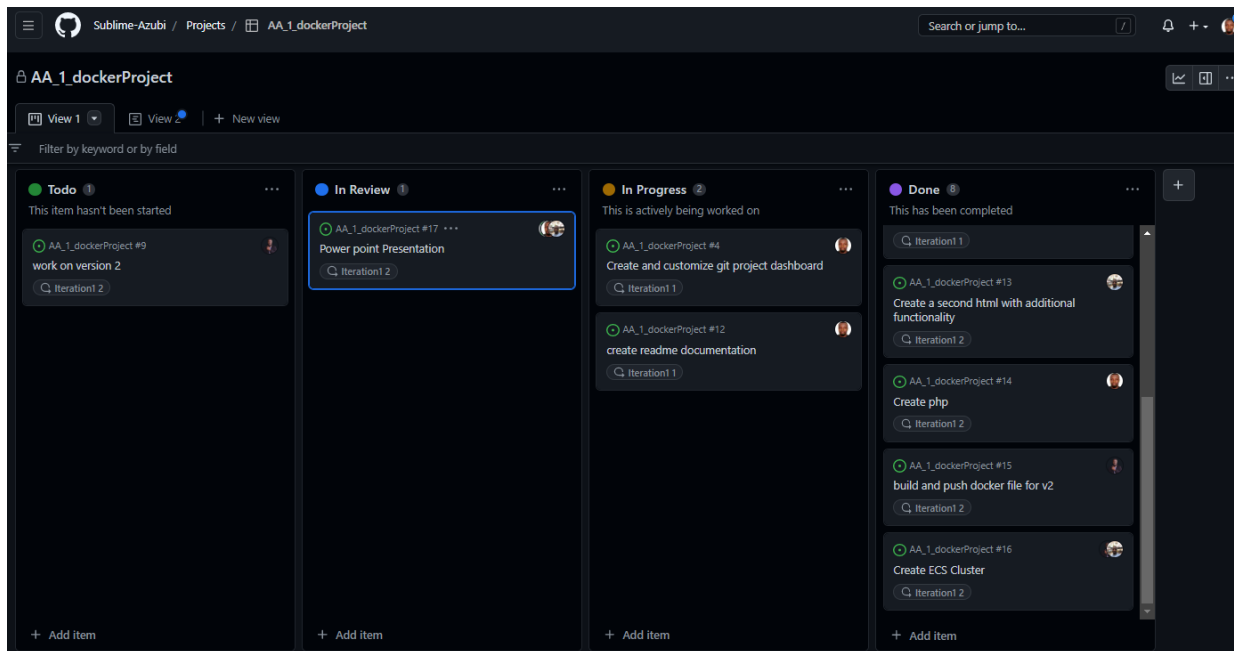 Sublime-Azubi / Projects / AA_1_dockerProject
Search or jump to... /
AA_1_dockerProject
View 1
View 2
+ New view
Filter by keyword or by field
Todo 1
This item hasn't been started
AA_1_dockerProject #9
work on version 2
Iteration1 2
+ Add item
In Review 1
AA_1_dockerProject #17
Power point Presentation
Iteration1 2
+ Add item
In Progress 2
This is actively being worked on
AA_1_dockerProject #4
Create and customize git project dashboard
Iteration1 1
AA_1_dockerProject #12
create readme documentation
Iteration1 1
+ Add item
Done 8
This has been completed
Iteration1 1
AA_1_dockerProject #13
Create a second html with additional
functionality
Iteration1 2
AA_1_dockerProject #14
Create php
Iteration1 2
AA_1_dockerProject #15
build and push docker file for v2
Iteration1 2
AA_1_dockerProject #16
Create ECS Cluster
Iteration1 2
+ Add item